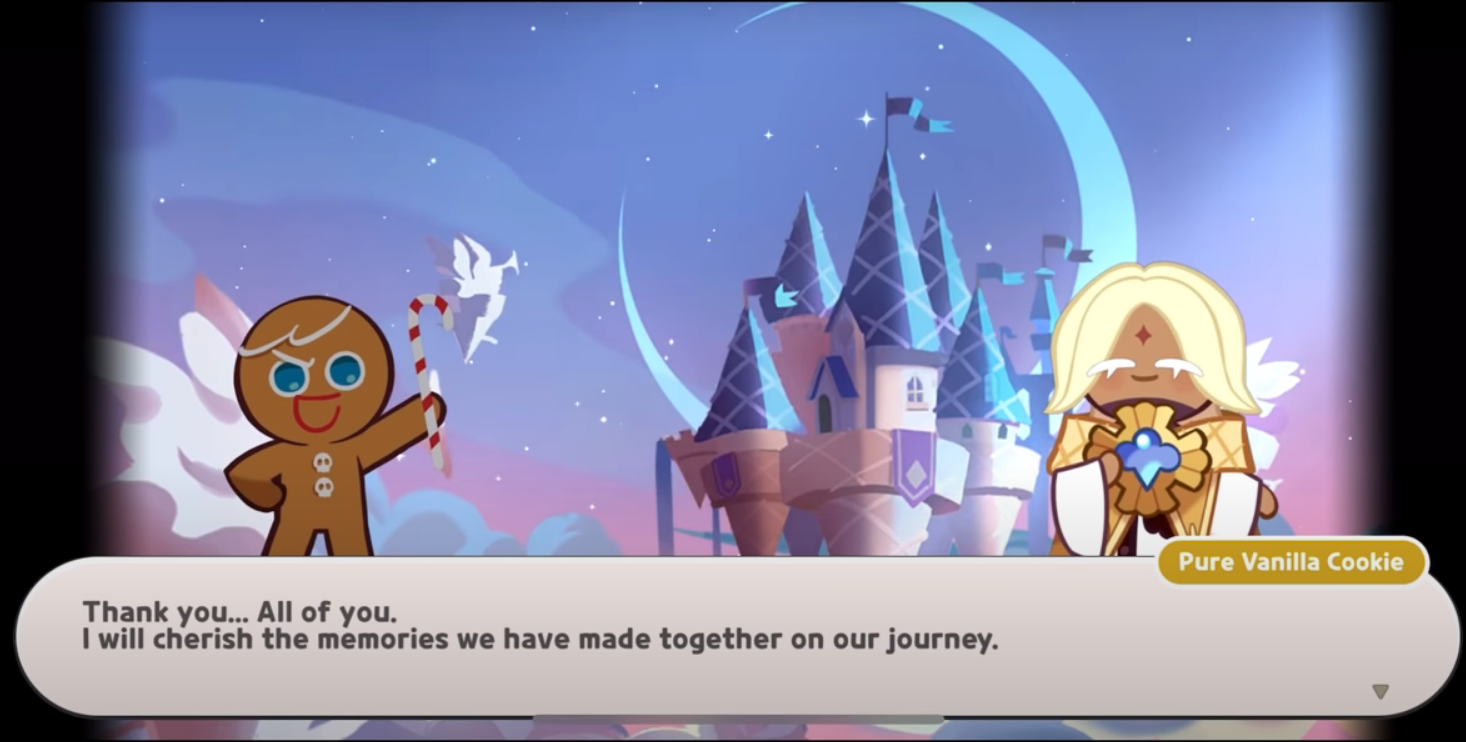 Pure Vanilla Cookie
Thank you... All of you.
I will cherish the memories we have made together on our journey.